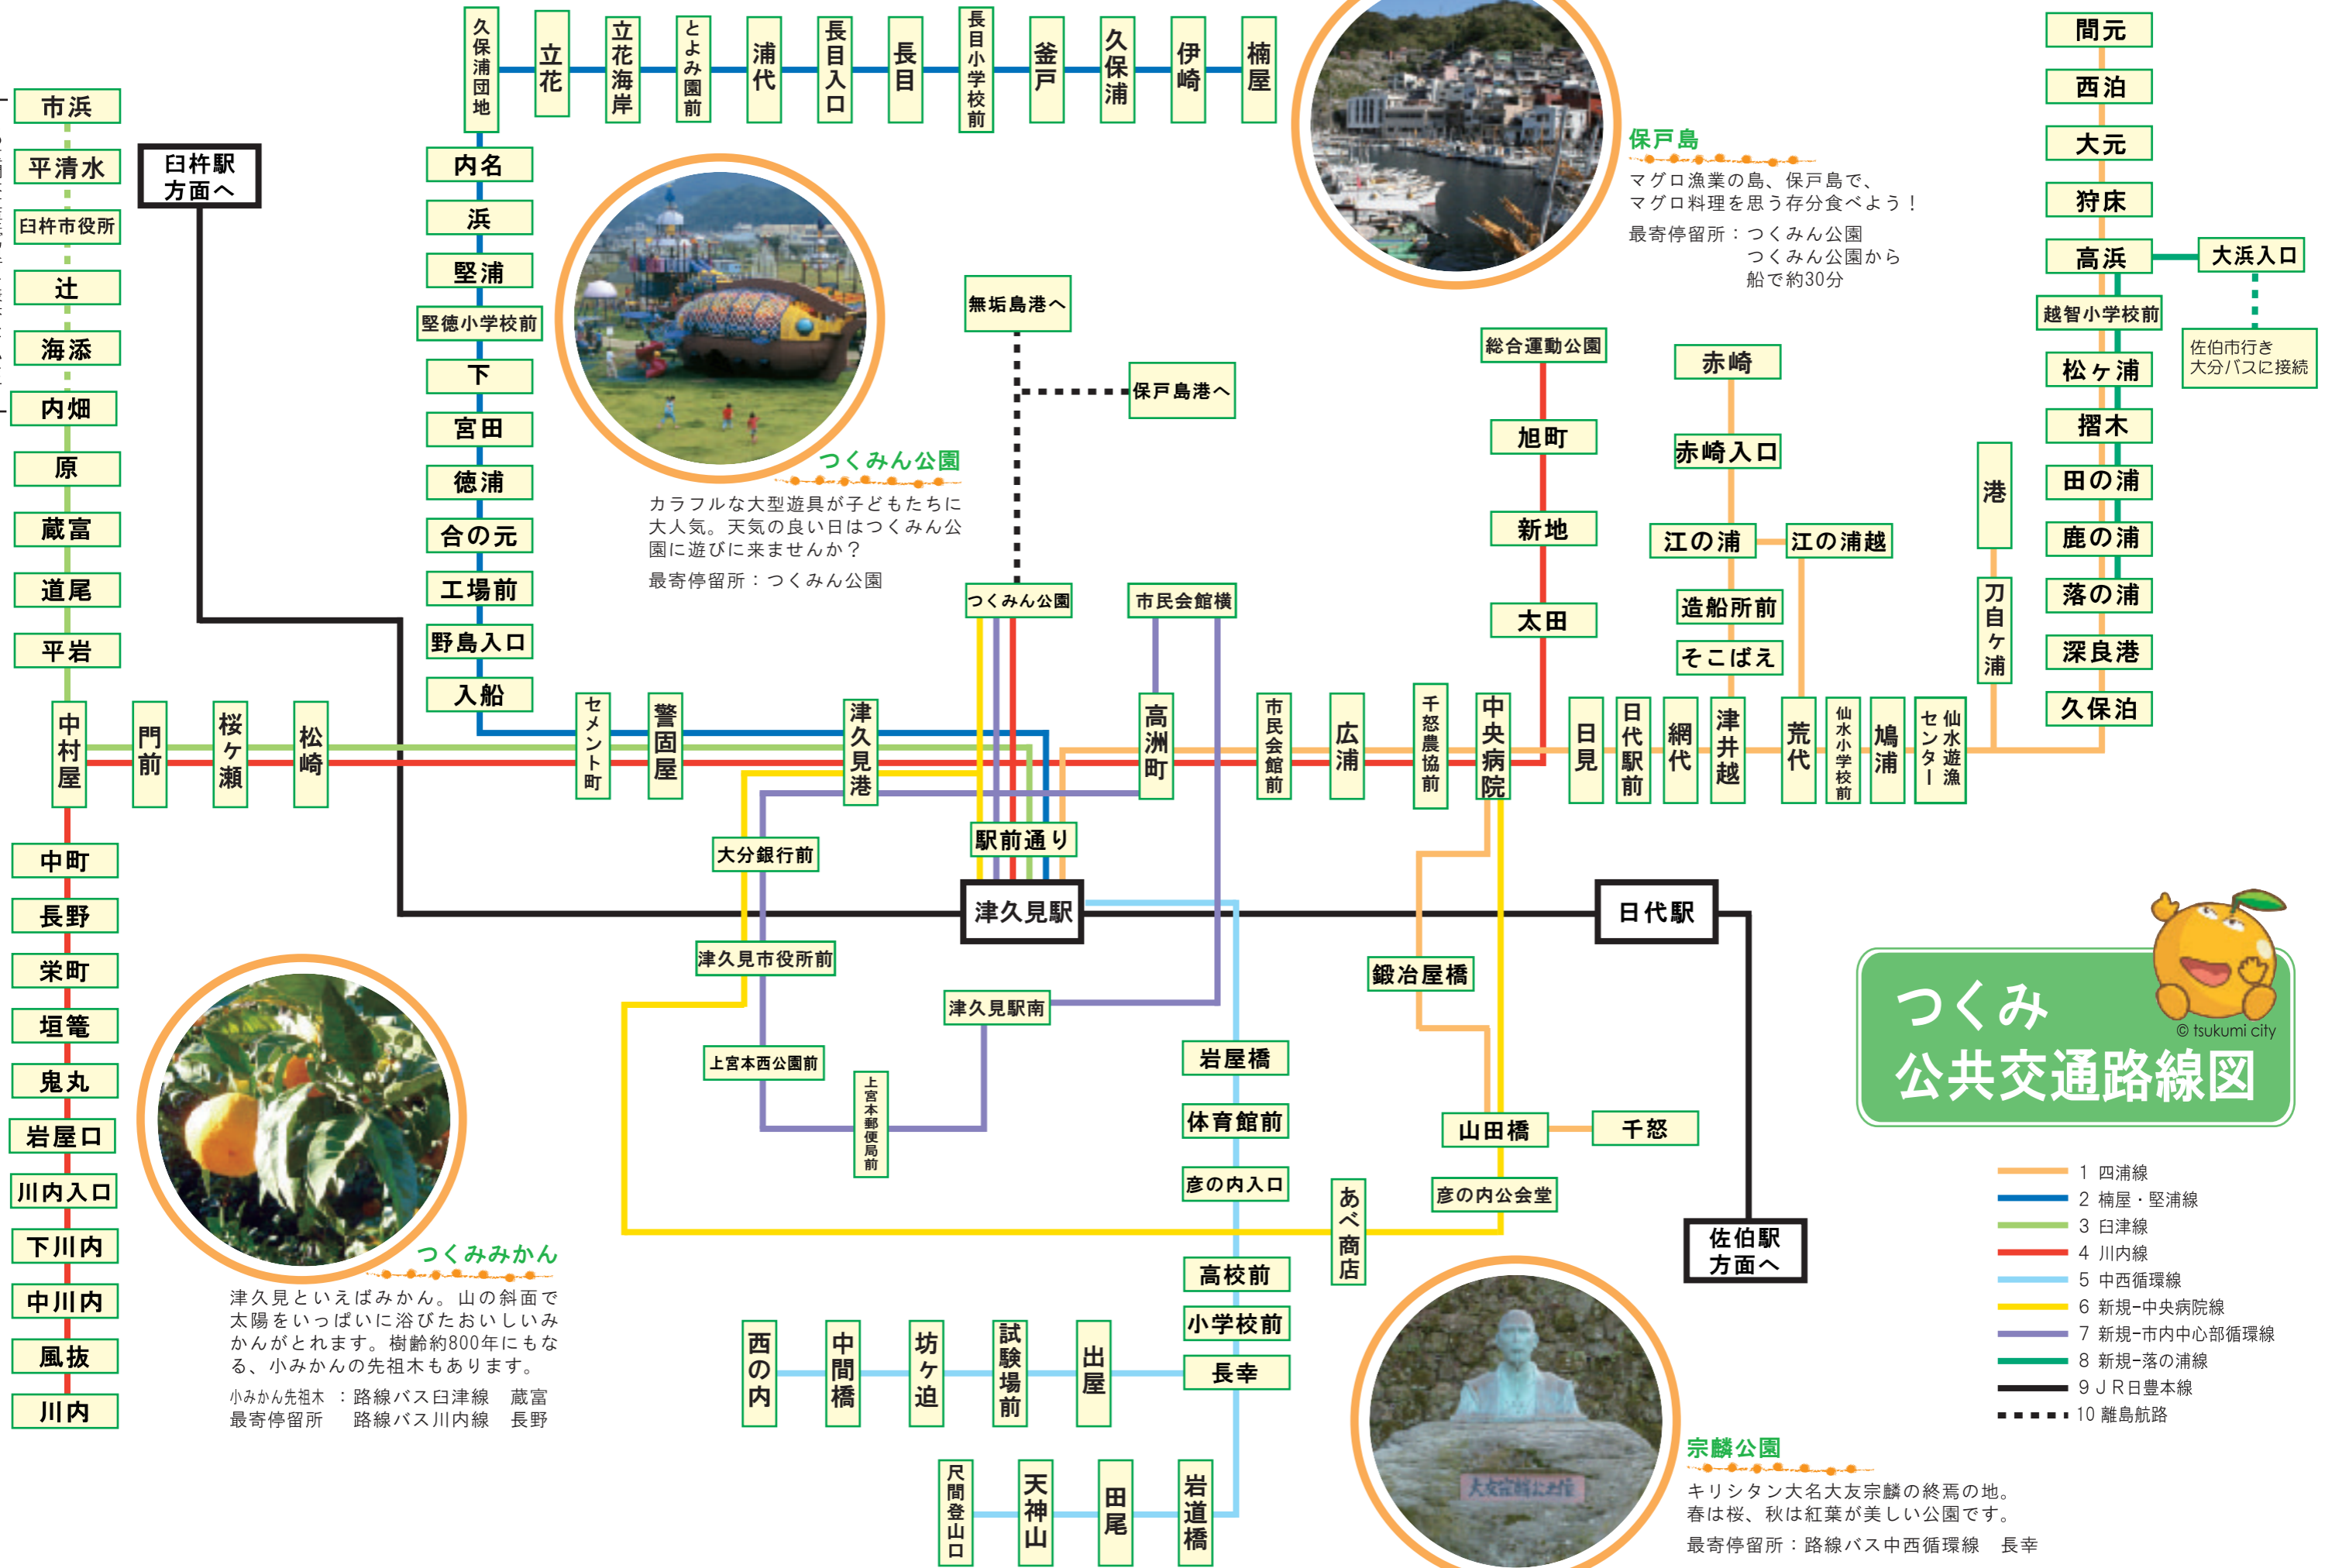 久保浦団地
立花
立花海岸
とよみ園前
浦代
長目入口
長目
長目小学校前
釜戸
久保浦
伊崎
楠屋
市浜
平清水
臼杵市役所
辻
海添
内畑
原
蔵富
道尾
平岩
臼杵駅
方面へ
内名
浜
堅浦
堅徳小学校前
下
宮田
徳浦
合の元
工場前
野島入口
入船
つくみん公園
カラフルな大型遊具が子どもたちに
大人気。天気の良い日はつくみん公
園に遊びに来ませんか？
最寄停留所：つくみん公園
無垢島港へ
保戸島港へ
保戸島
マグロ漁業の島、保戸島で、
マグロ料理を思う存分食べよう！
最寄停留所：つくみん公園
つくみん公園から
船で約30分
間元
西泊
大元
狩床
高浜
大浜入口
佐伯市行き
大分バスに接続
越智小学校前
松ヶ浦
摺木
田の浦
鹿の浦
落の浦
深良港
久保泊
総合運動公園
旭町
新地
太田
赤崎
赤崎入口
江の浦
江の浦越
造船所前
そこばえ
港
刀自ヶ浦
つくみん公園
市民会館横
中村屋
門前
桜ヶ瀬
松崎
セメント町
警固屋
津久見港
高洲町
市民会館前
広浦
千怒農協前
中央病院
日見
日代駅前
網代
津井越
荒代
仙水小学校前
鳩浦
仙水遊漁
センター
駅前通り
大分銀行前
津久見駅
日代駅
津久見市役所前
津久見駅南
鍛冶屋橋
上宮本西公園前
上宮本郵便局前
岩屋橋
体育館前
彦の内入口
山田橋
千怒
彦の内公会堂
あべ商店
佐伯駅
方面へ
中町
長野
栄町
垣篭
鬼丸
岩屋口
川内入口
下川内
中川内
風抜
川内
つくみみかん
津久見といえばみかん。山の斜面で
太陽をいっぱいに浴びたおいしいみ
かんがとれます。樹齢約800年にもな
る、小みかんの先祖木もあります。
小みかん先祖木 ：路線バス臼津線 蔵富
最寄停留所 路線バス川内線 長野
高校前
小学校前
長幸
西の内
中間橋
坊ヶ迫
試験場前
出屋
尺間登山口
天神山
田尾
岩道橋
大友宗麟公墓
宗麟公園
キリシタン大名大友宗麟の終焉の地。
春は桜、秋は紅葉が美しい公園です。
最寄停留所：路線バス中西循環線 長幸
© tsukumi city
つくみ
公共交通路線図
1 四浦線
2 楠屋・堅浦線
3 臼津線
4 川内線
5 中西循環線
6 新規-中央病院線
7 新規-市内中心部循環線
8 新規-落の浦線
9 ＪＲ日豊本線
10 離島航路